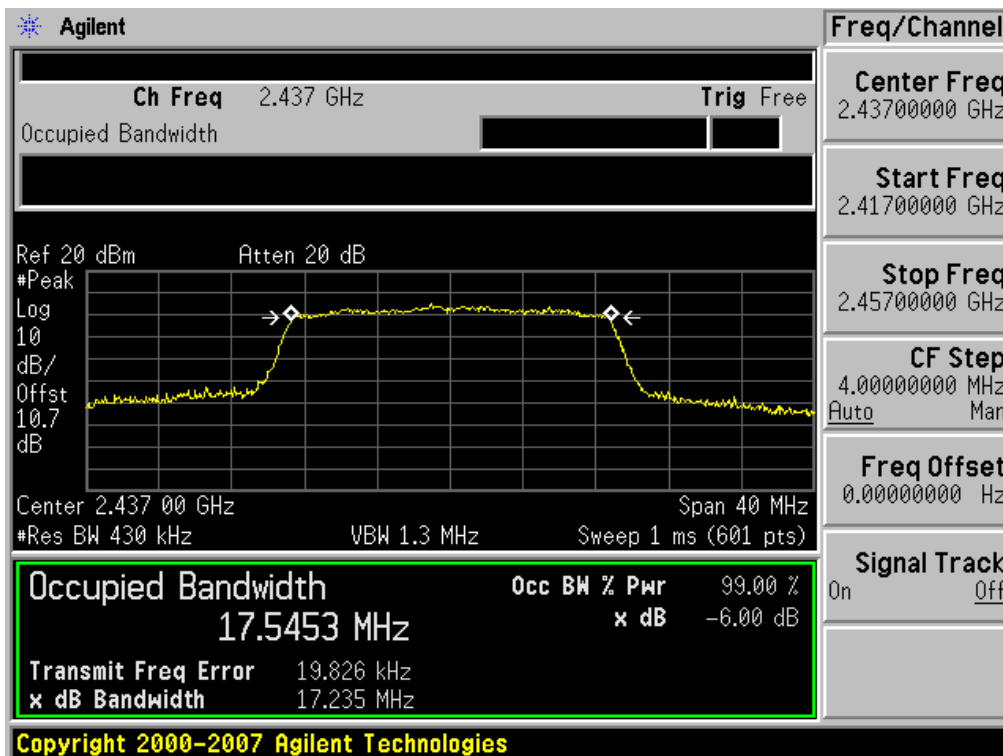 Agilent
Freq/Channel
Ch Freq 2.437 GHz Trig Free
Occupied Bandwidth
Center Freq
2.43700000 GHz
Start Freq
2.41700000 GHz
Stop Freq
2.45700000 GHz
CF Step
4.00000000 MHz
Auto Man
Freq Offset
0.00000000 Hz
Signal Track
On Off
Ref 20 dBm Atten 20 dB
#Peak
Log
10
dB/
Offst
10.7
dB
Center 2.437 00 GHz Span 40 MHz
#Res BW 430 kHz VBW 1.3 MHz Sweep 1 ms (601 pts)
Occupied Bandwidth Occ BW % Pwr 99.00 %
17.5453 MHz x dB -6.00 dB
Transmit Freq Error 19.826 kHz
x dB Bandwidth 17.235 MHz
Copyright 2000-2007 Agilent Technologies